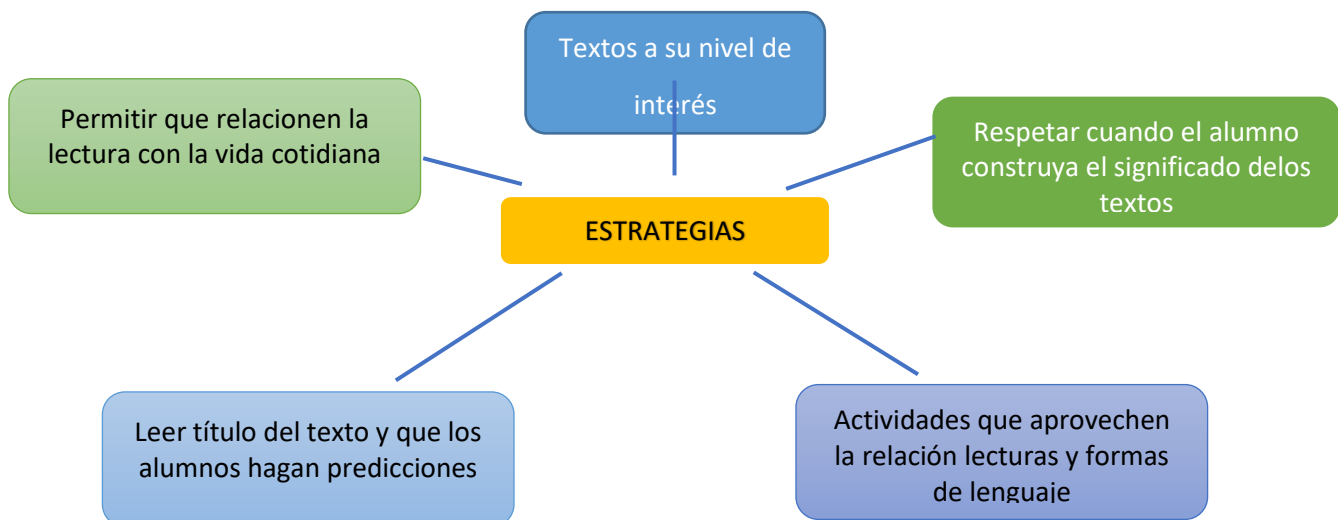 Textos a su nivel de
interés
Permitir que relacionen la
lectura con la vida cotidiana
Respetar cuando el alumno
construya el significado delos
textos
ESTRATEGIAS
Leer título del texto y que los
alumnos hagan predicciones
Actividades que aprovechen
la relación lecturas y formas
de lenguaje